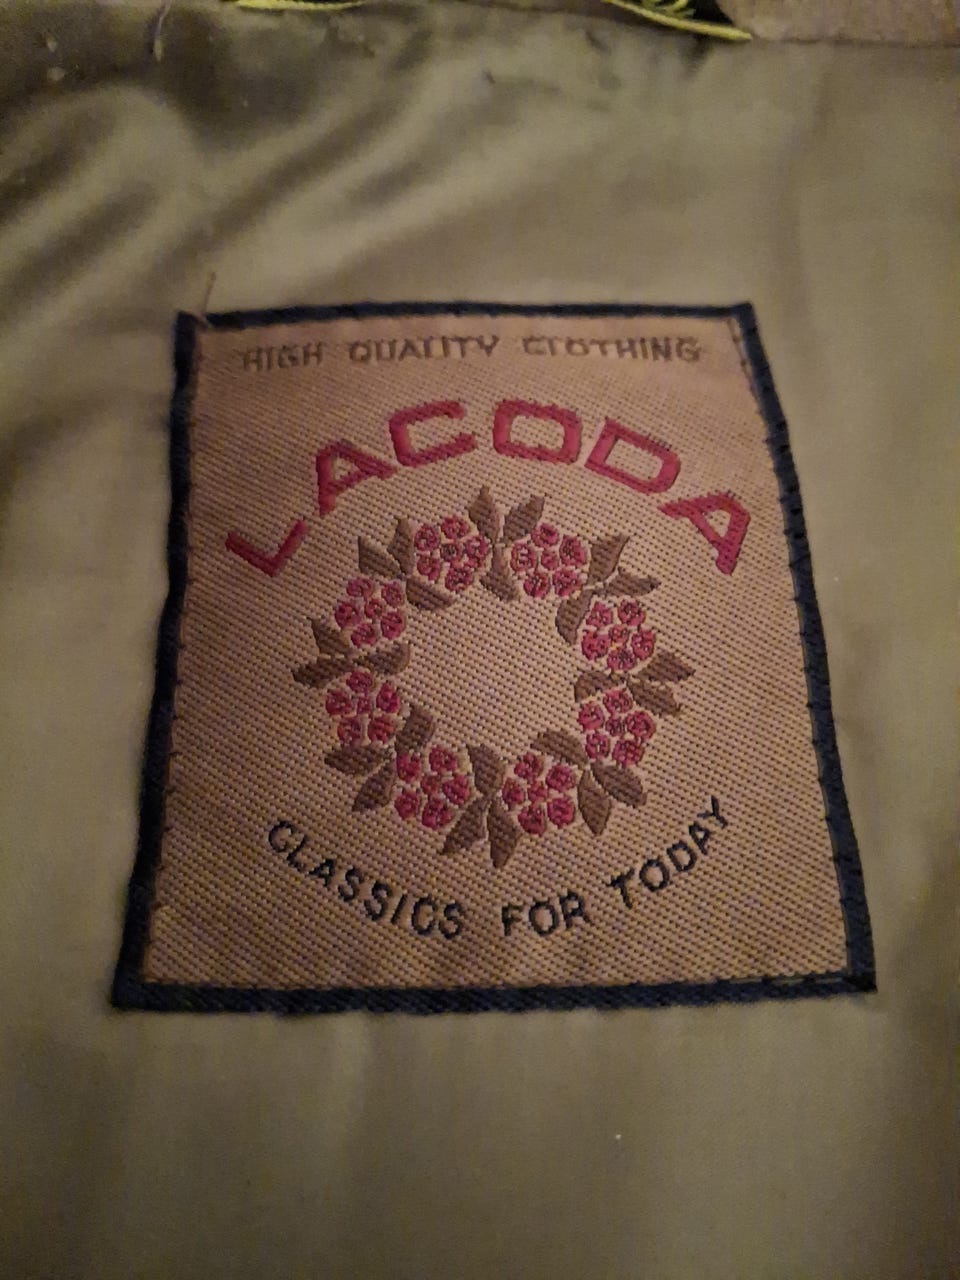 HIGH QUALITY CLOTHING
LACODA
CLASSICS FOR TODAY